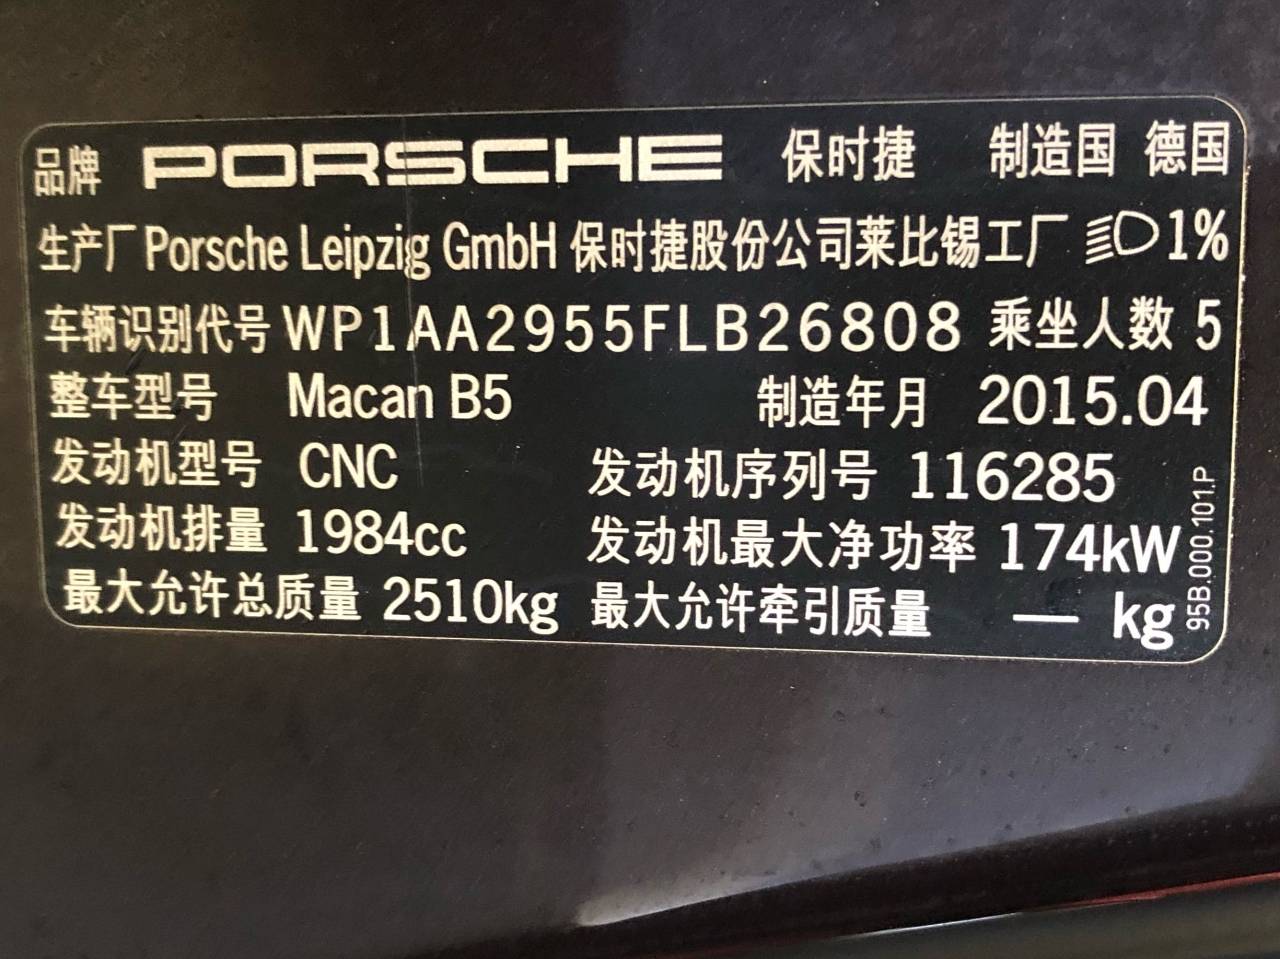 品牌 PORSCHE 保时捷 制造国 德国
生产厂 Porsche Leipzig GmbH 保时捷股份公司莱比锡工厂 1%
车辆识别代号 WP1AA2955FLB26808 乘坐人数 5
整车型号 Macan B5 制造年月 2015.04
发动机型号 CNC 发动机序列号 116285
发动机排量 1984cc 发动机最大净功率 174kW
最大允许总质量 2510kg 最大允许牵引质量 — kg
95B.000.101.P